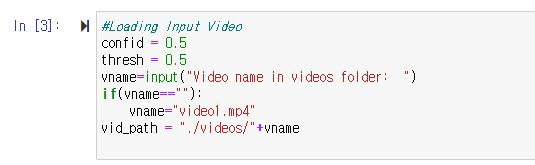 In [3]:
#Loading Input Video
confid = 0.5
thresh = 0.5
vname=input("Video name in videos folder:  ")
if(vname==""):
    vname="video1.mp4"
vid_path = "./videos/"+vname